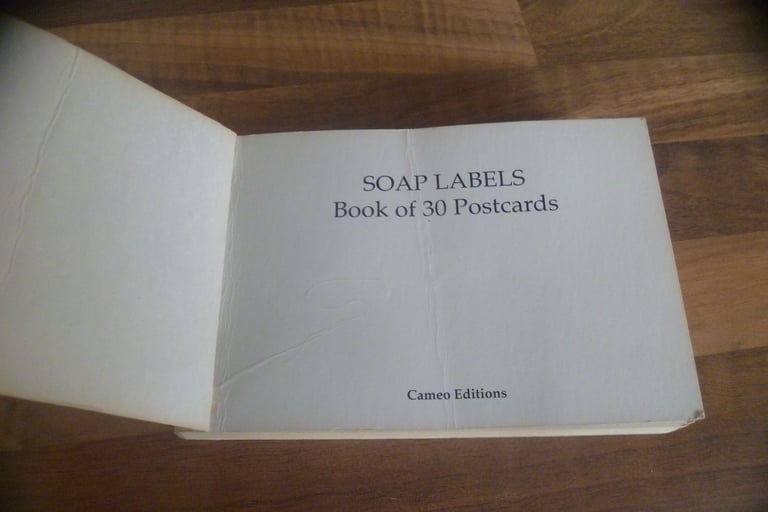 SOAP LABELS
Book of 30 Postcards
Cameo Editions